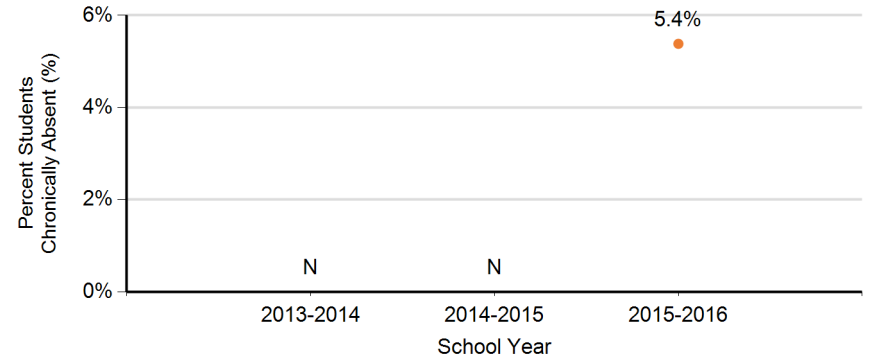 6%
5.4%
4%
2%
0%
N
N
2013-2014
2014-2015
2015-2016
School Year
Percent Students
Chronically Absent (%)